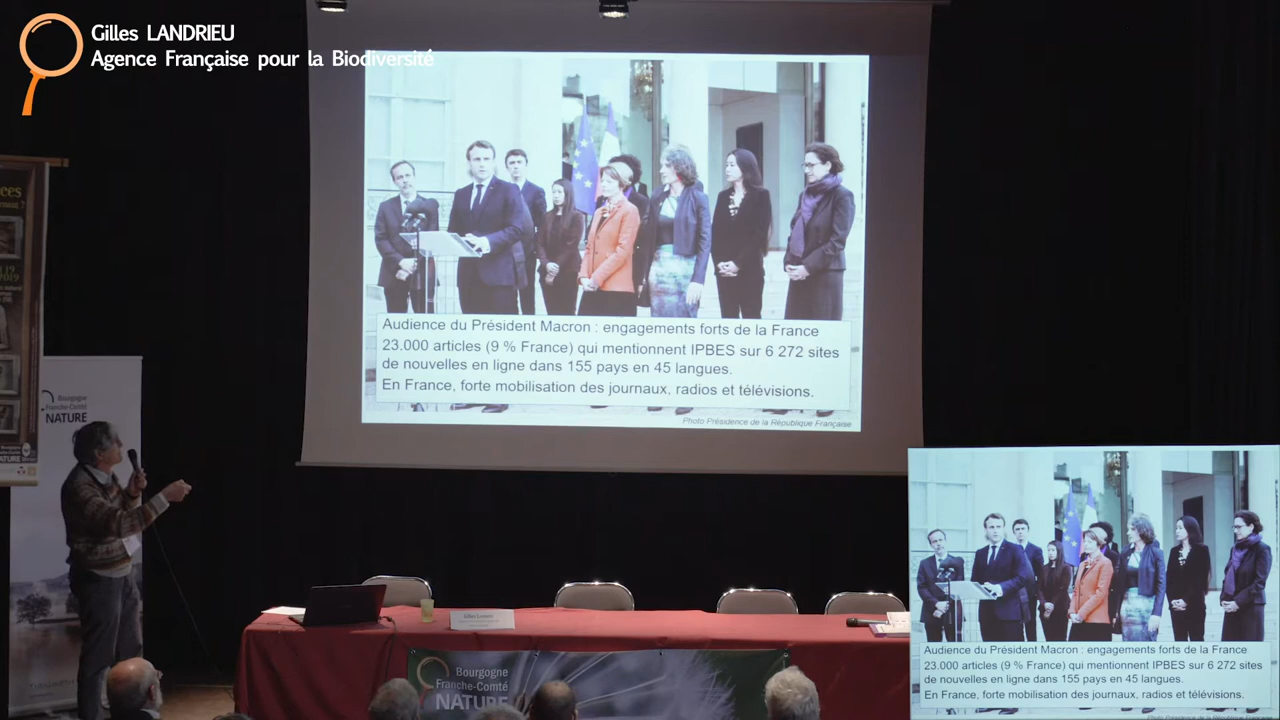 Gilles LANDRIEU
Agence Française pour la Biodiversité
Audience du Président Macron : engagements forts de la France
23.000 articles (9 % France) qui mentionnent IPBES sur 6 272 sites
de nouvelles en ligne dans 155 pays en 45 langues.
En France, forte mobilisation des journaux, radios et télévisions.
Photo Présidence de la République Française
Bourgogne
Franche-Comté
NATURE
Bourgogne
Franche-Comté
NATURE
Audience du Président Macron : engagements forts de la France
23.000 articles (9 % France) qui mentionnent IPBES sur 6 272 sites
de nouvelles en ligne dans 155 pays en 45 langues.
En France, forte mobilisation des journaux, radios et télévisions.